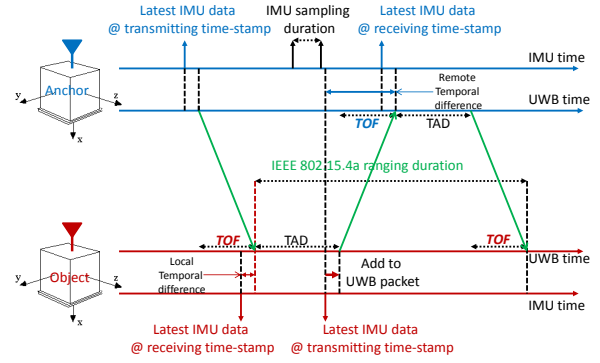 Latest IMU data
@ transmitting time-stamp
IMU sampling
duration
Latest IMU data
@ receiving time-stamp
IMU time
Anchor
y
z
x
Remote
Temporal
difference
UWB time
TOF
TAD
IEEE 802.15.4a ranging duration
TOF
TAD
TOF
Object
y
z
x
Local
Temporal
difference
Add to
UWB packet
UWB time
IMU time
Latest IMU data
@ receiving time-stamp
Latest IMU data
@ transmitting time-stamp